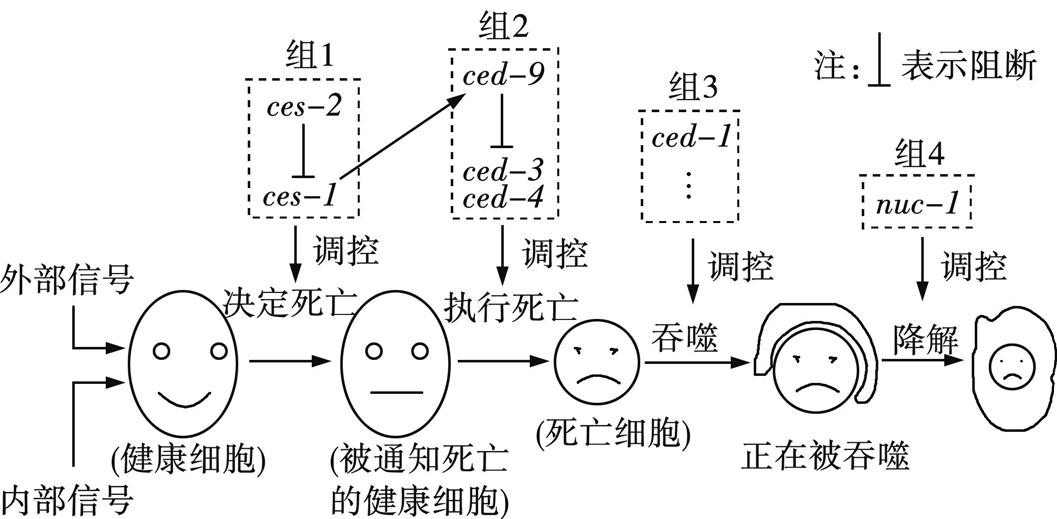 组1
ces-2
ces-1
组2
ced-9
ced-3
ced-4
组3
ced-1
⋮
组4
nuc-1
注: 表示阻断
调控
调控
调控
调控
外部信号
内部信号
决定死亡
执行死亡
吞噬
降解
(健康细胞)
(被通知死亡
的健康细胞)
(死亡细胞)
正在被吞噬